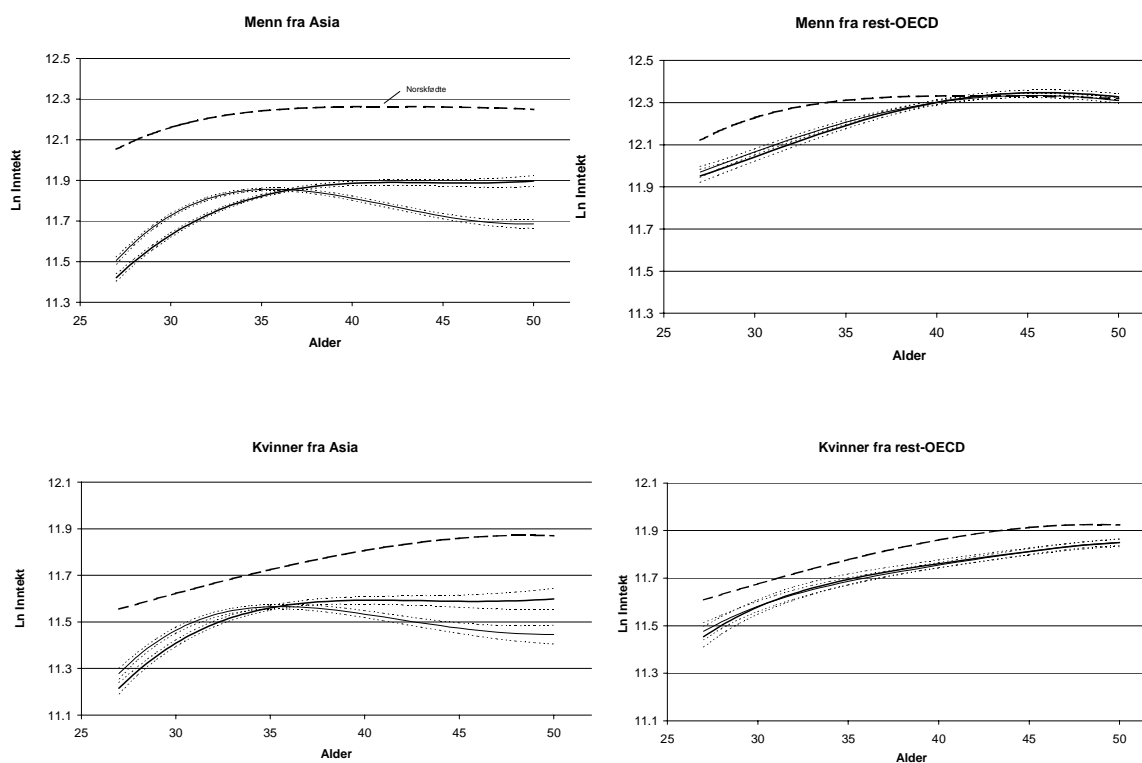 Menn fra Asia
12.5
12.3
12.1
11.9
11.7
11.5
11.3
Ln Inntekt
Norskfødte
25 30 35 40 45 50
Alder
Menn fra rest-OECD
12.5
12.3
12.1
11.9
11.7
11.5
11.3
Ln Inntekt
25 30 35 40 45 50
Alder
Kvinner fra Asia
12.1
11.9
11.7
11.5
11.3
11.1
Ln Inntekt
25 30 35 40 45 50
Alder
Kvinner fra rest-OECD
12.1
11.9
11.7
11.5
11.3
11.1
Ln Inntekt
25 30 35 40 45 50
Alder